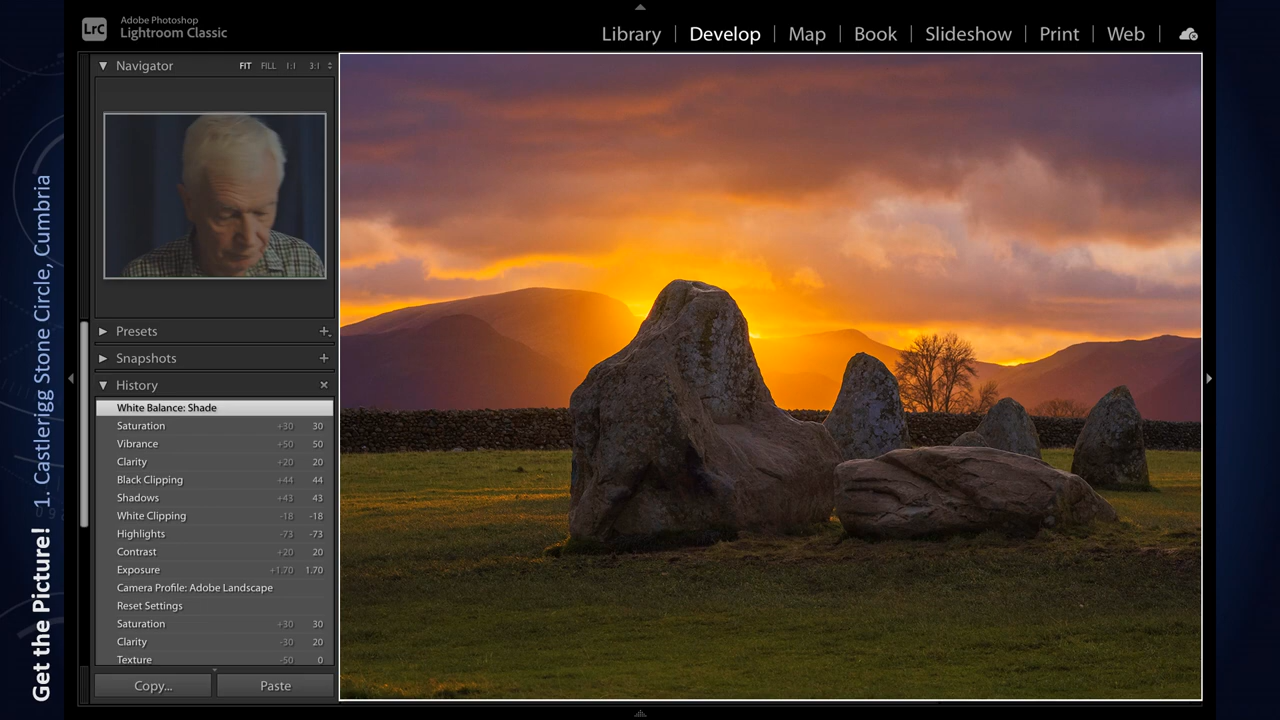 Get the Picture! 1. Castlerigg Stone Circle, Cumbria
LrC
Adobe Photoshop
Lightroom Classic
Library | Develop | Map | Book | Slideshow | Print | Web |
Navigator FIT FILL 1:1 3:1
Presets
Snapshots
History
White Balance: Shade
Saturation +30 30
Vibrance +50 50
Clarity +20 20
Black Clipping +44 44
Shadows +43 43
White Clipping -18 -18
Highlights -73 -73
Contrast +20 20
Exposure +1.70 1.70
Camera Profile: Adobe Landscape
Reset Settings
Saturation +30 30
Clarity -30 20
Texture -50 0
Copy... Paste